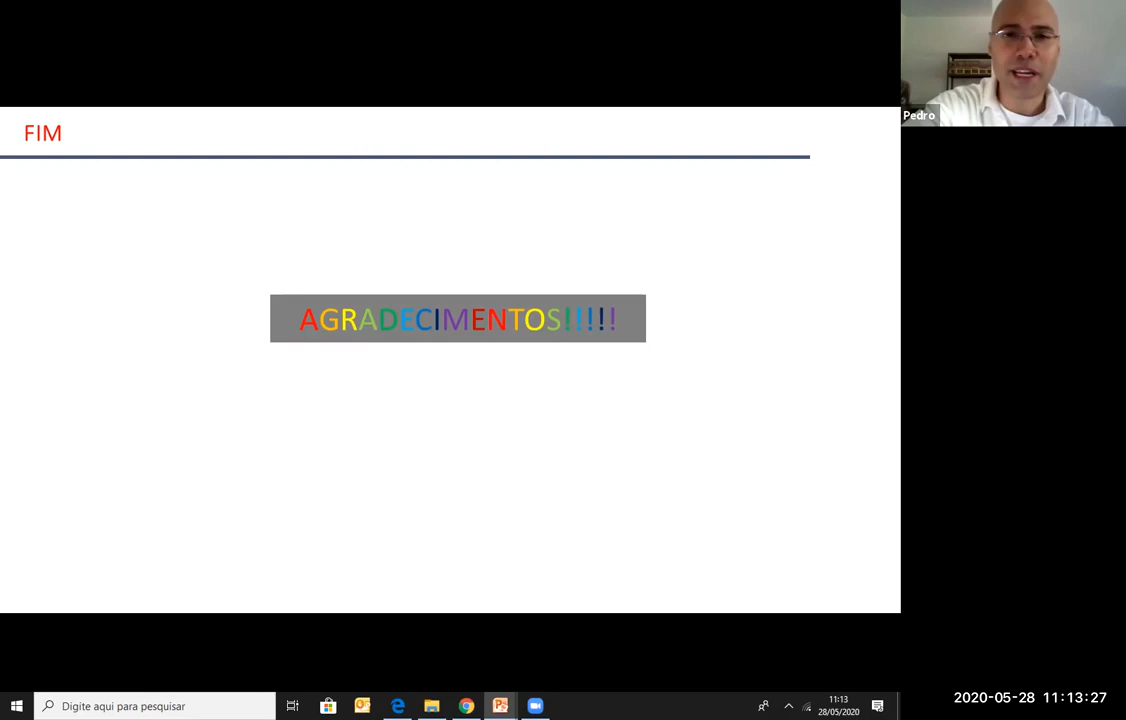 Pedro
FIM
AGRADECIMENTOS!!!!!
Digite aqui para pesquisar
11:13
28/05/2020
2020-05-28 11:13:27